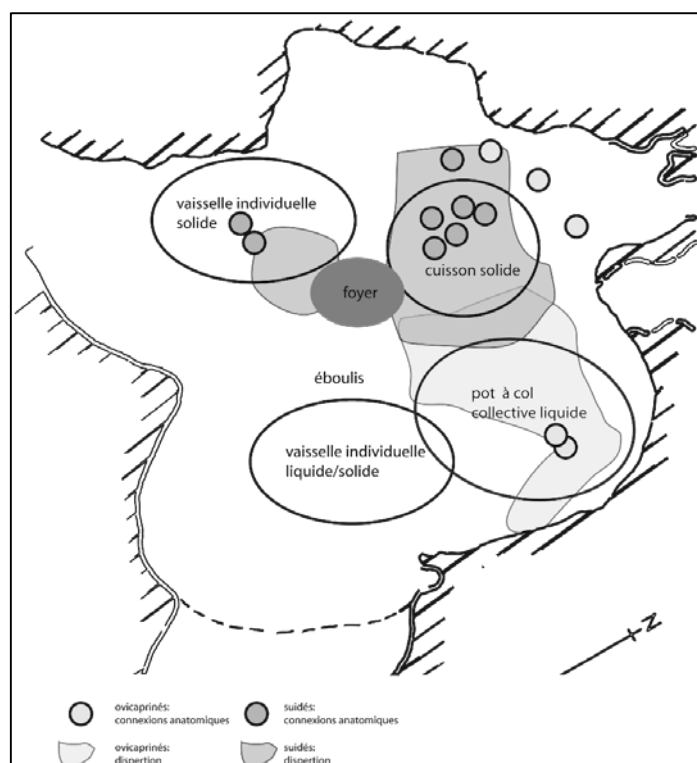 vaisselle individuelle
solide
cuisson solide
foyer
éboulis
pot à col
collective liquide
vaisselle individuelle
liquide/solide
N
ovicaprinés:
connexions anatomiques
suidés:
connexions anatomiques
ovicaprinés:
dispertion
suidés:
dispertion